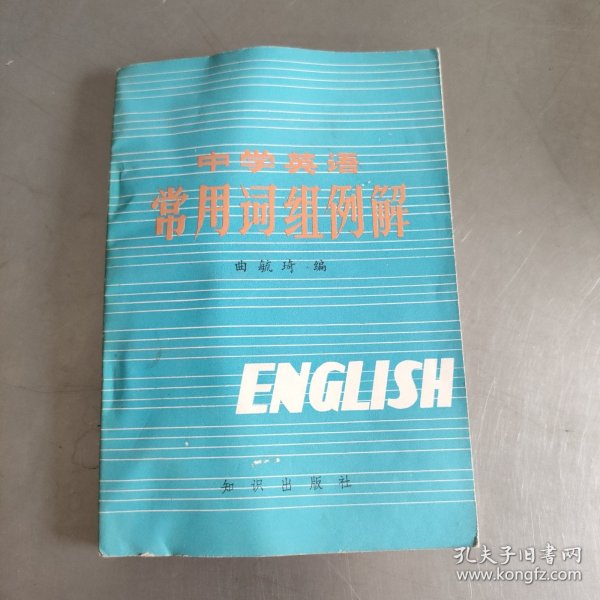 中学英语
常用词组例解
曲毓琦 编
ENGLISH
知识出版社
孔夫子旧书网
www.kongfz.com